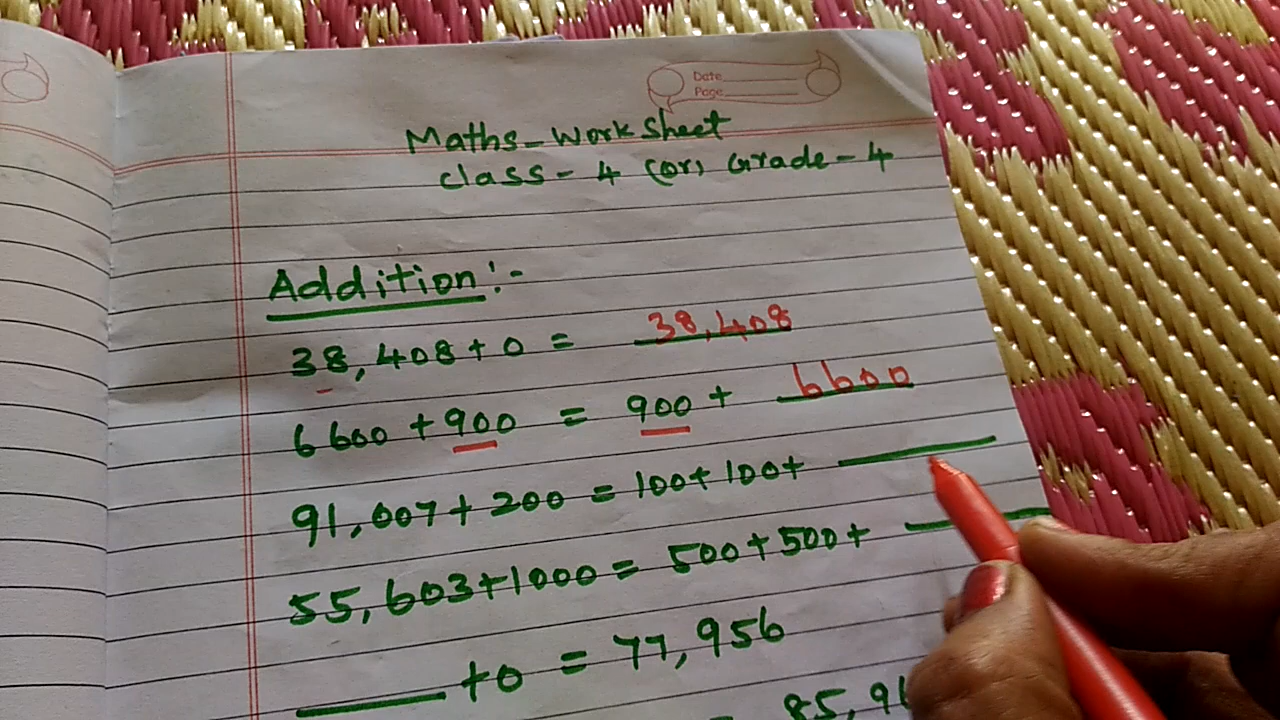 Date
Page
Maths-Work Sheet
class-4 (or) Grade-4
Addition:-
38,408+0 = 38,408
6600+900 = 900+ 6600
91,007+200 = 100+100+
55,603+1000 = 500+500+
+0 = 77,956